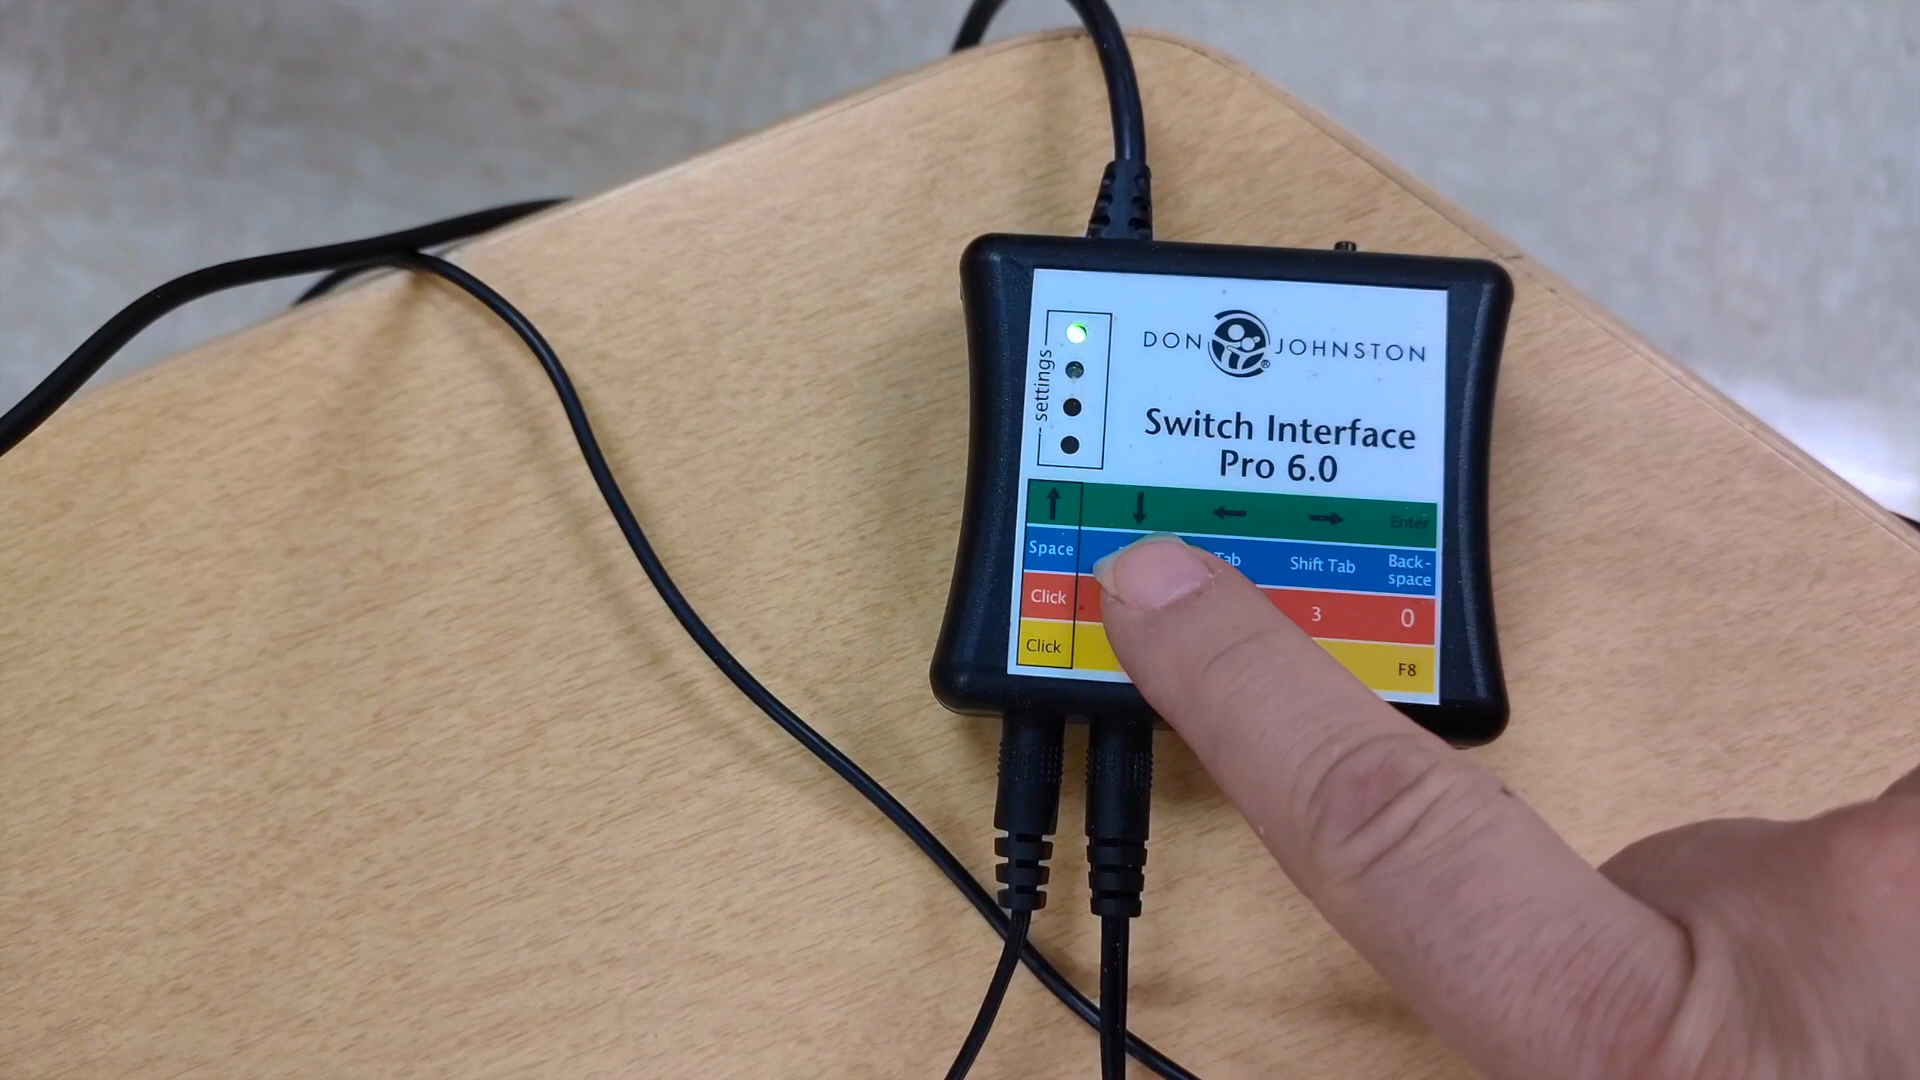 DON JOHNSTON ®
Switch Interface
Pro 6.0
settings
↑ ↓ ← → Enter
Space Tab Shift Tab Back-
space
Click 3 0
Click F8